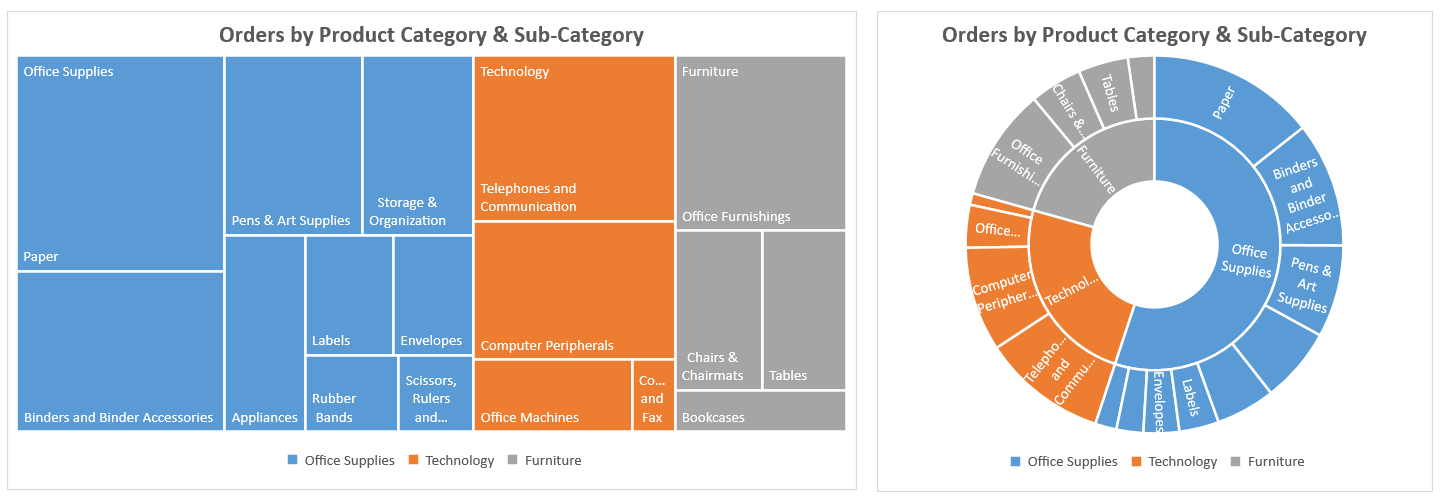 Orders by Product Category & Sub-Category
Office Supplies
Paper
Binders and Binder Accessories
Pens & Art Supplies
Storage &
Organization
Appliances
Labels
Envelopes
Rubber
Bands
Scissors,
Rulers
and...
Technology
Telephones and
Communication
Computer Peripherals
Office Machines
Co...
and
Fax
Furniture
Office Furnishings
Chairs &
Chairmats
Tables
Bookcases
Office Supplies
Technology
Furniture
Orders by Product Category & Sub-Category
Paper
Binders
and
Binder
Accesso...
Pens &
Art
Supplies
Labels
Envelopes
Telepho...
and
Commu...
Computer
Peripher...
Office...
Office
Furnishi...
Chairs &...
Tables
Office
Supplies
Technol...
Furniture
Office Supplies
Technology
Furniture